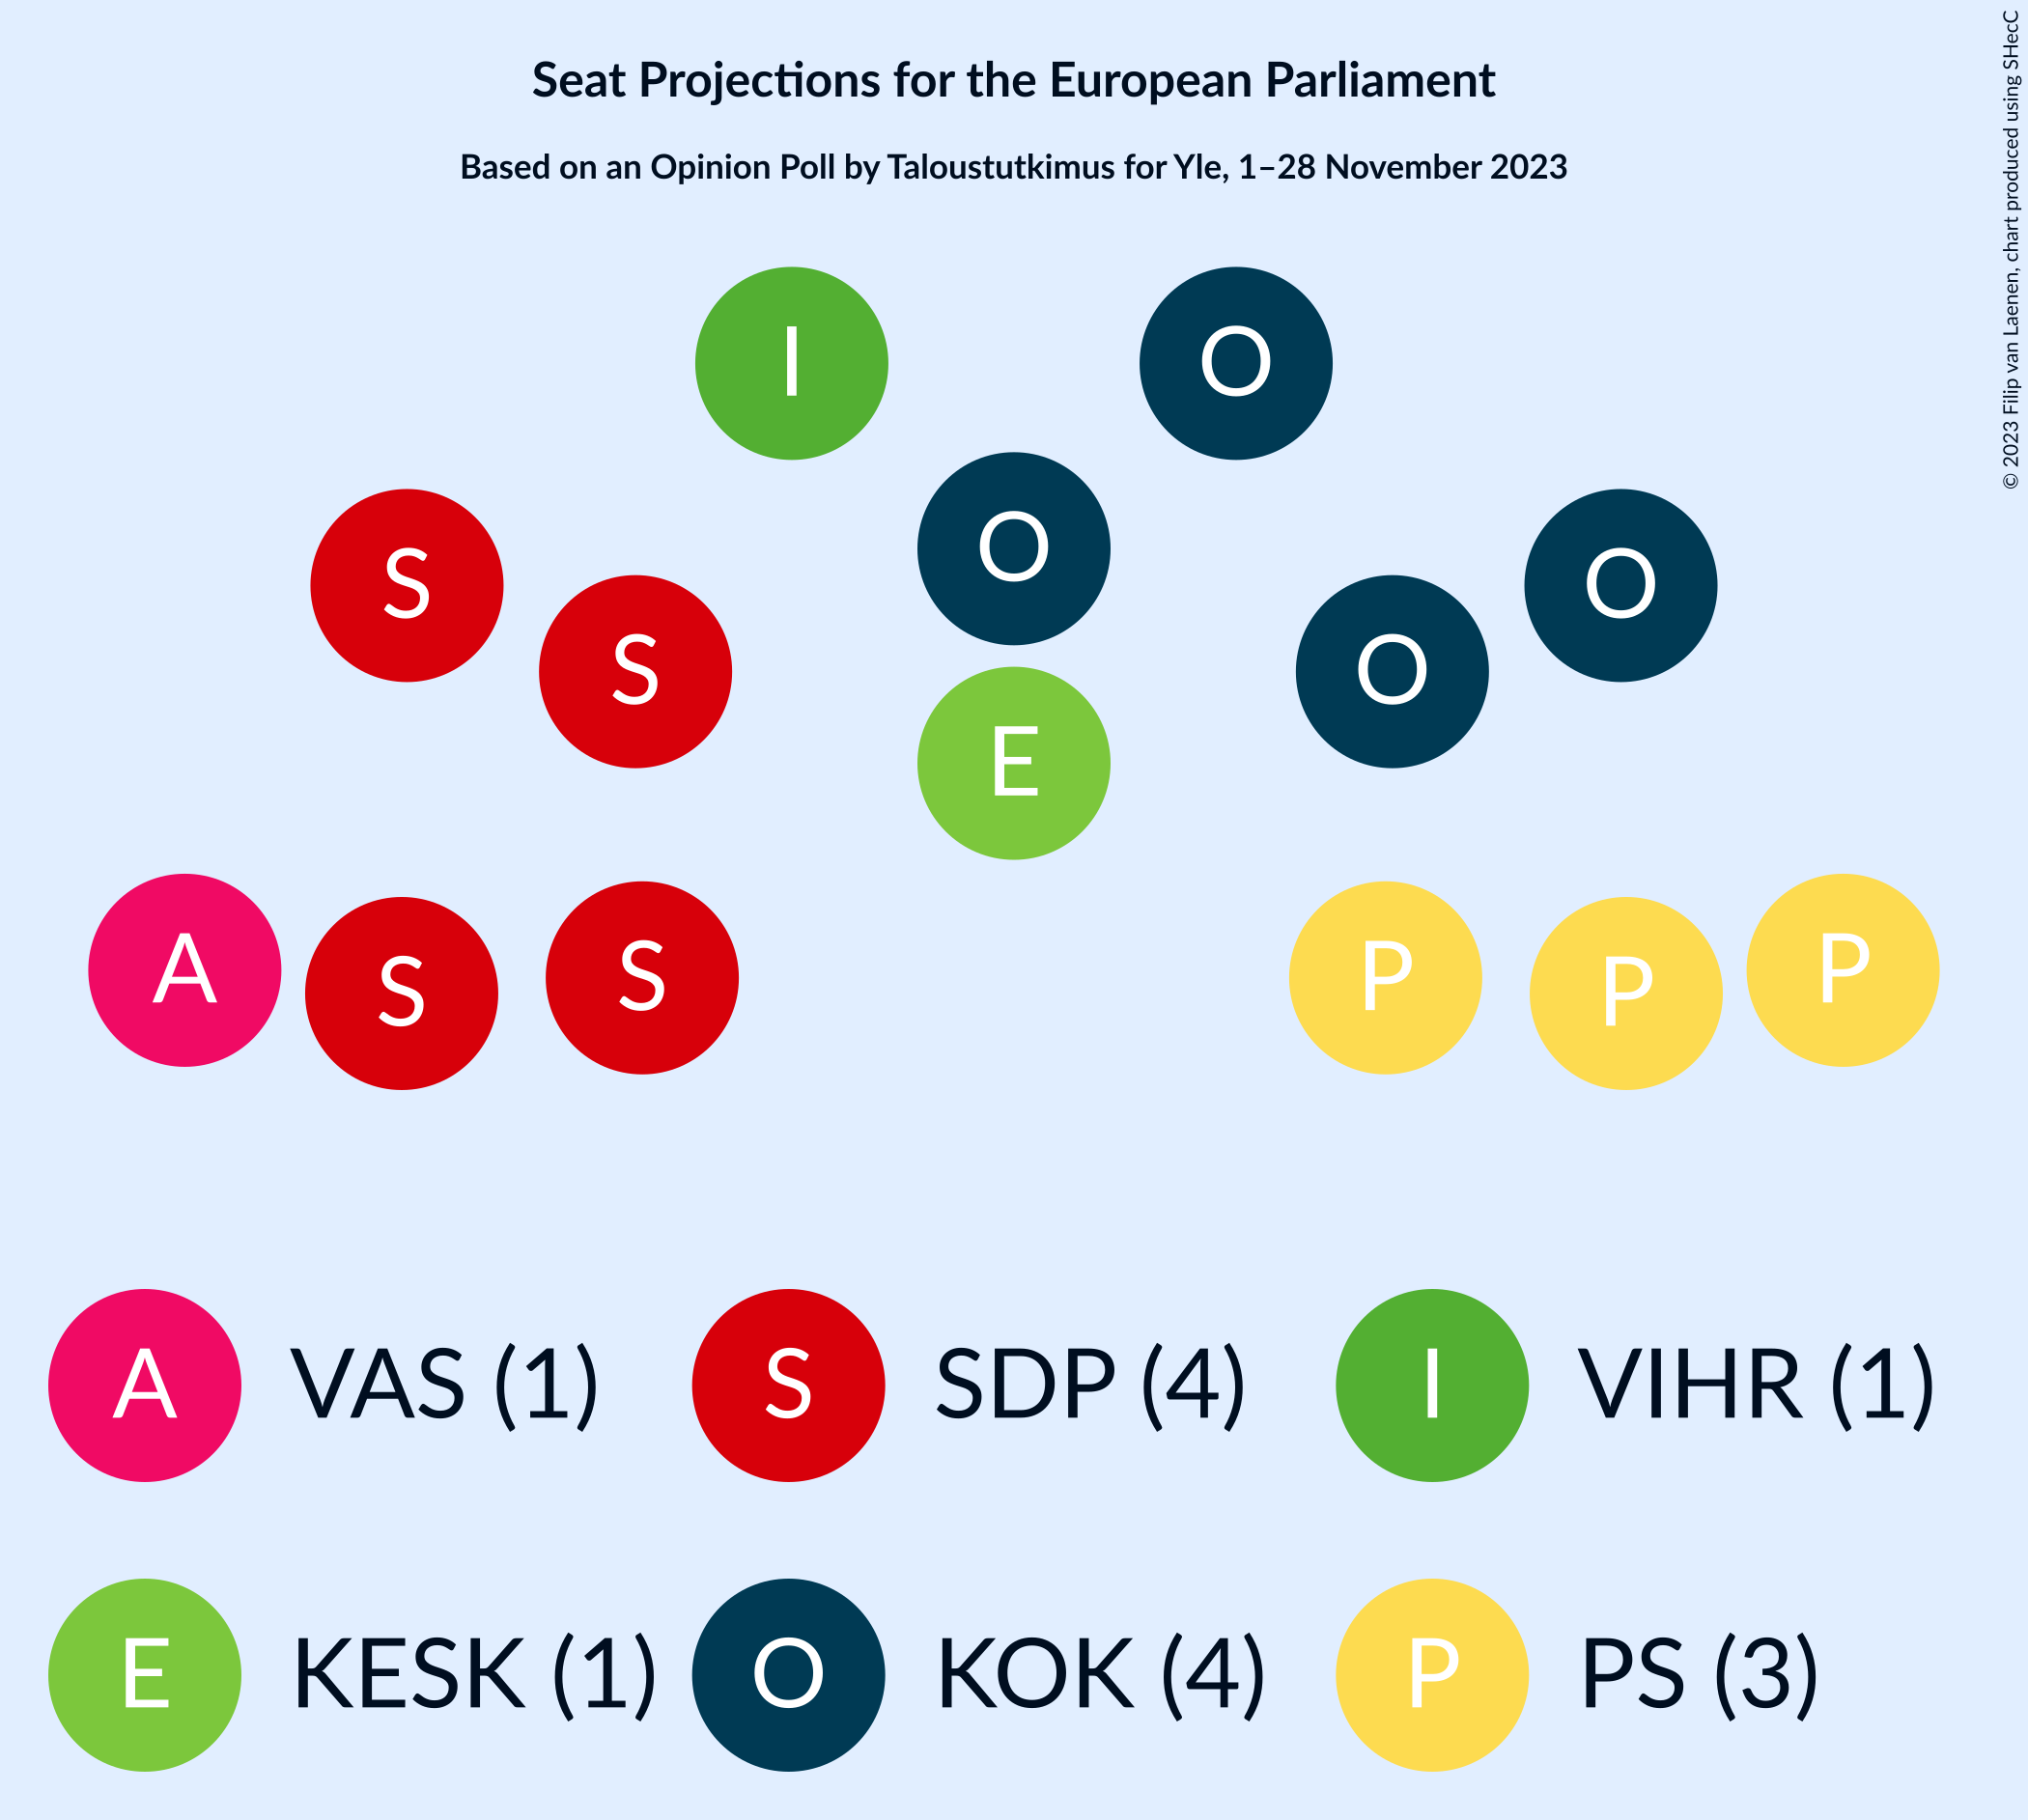 Seat Projections for the European Parliament
Based on an Opinion Poll by Taloustutkimus for Yle, 1–28 November 2023
© 2023 Filip van Laenen, chart produced using SHecC
I O
O
S O
S O
E
A P
S P
S P
A VAS (1) S SDP (4) I VIHR (1)
E KESK (1) O KOK (4) P PS (3)